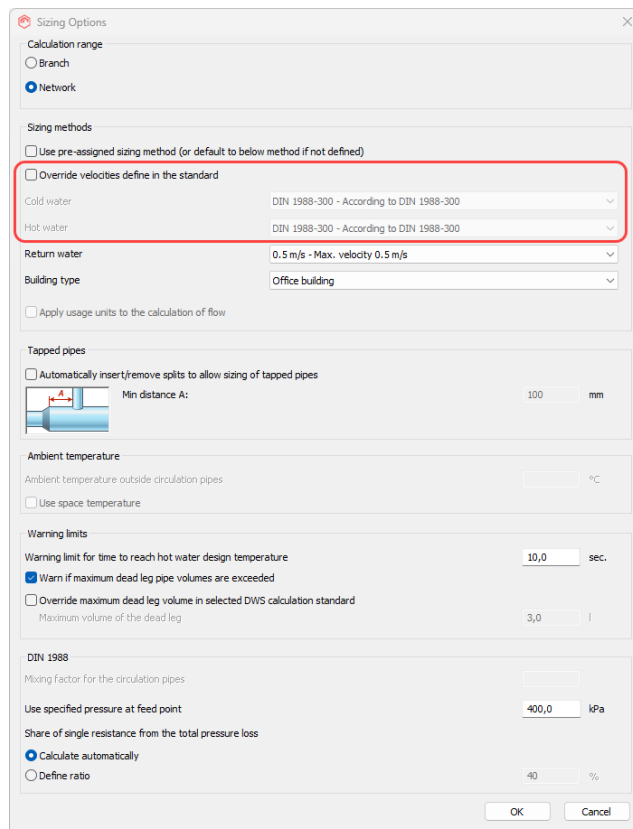 Sizing Options
Calculation range
Branch
Network
Sizing methods
Use pre-assigned sizing method (or default to below method if not defined)
Override velocities define in the standard
Cold water DIN 1988-300 - According to DIN 1988-300
Hot water DIN 1988-300 - According to DIN 1988-300
Return water 0.5 m/s - Max. velocity 0.5 m/s
Building type Office building
Apply usage units to the calculation of flow
Tapped pipes
Automatically insert/remove splits to allow sizing of tapped pipes
A Min distance A: 100 mm
Ambient temperature
Ambient temperature outside circulation pipes °C
Use space temperature
Warning limits
Warning limit for time to reach hot water design temperature 10,0 sec.
Warn if maximum dead leg pipe volumes are exceeded
Override maximum dead leg volume in selected DWS calculation standard
Maximum volume of the dead leg 3,0 l
DIN 1988
Mixing factor for the circulation pipes
Use specified pressure at feed point 400,0 kPa
Share of single resistance from the total pressure loss
Calculate automatically
Define ratio 40 %
OK Cancel